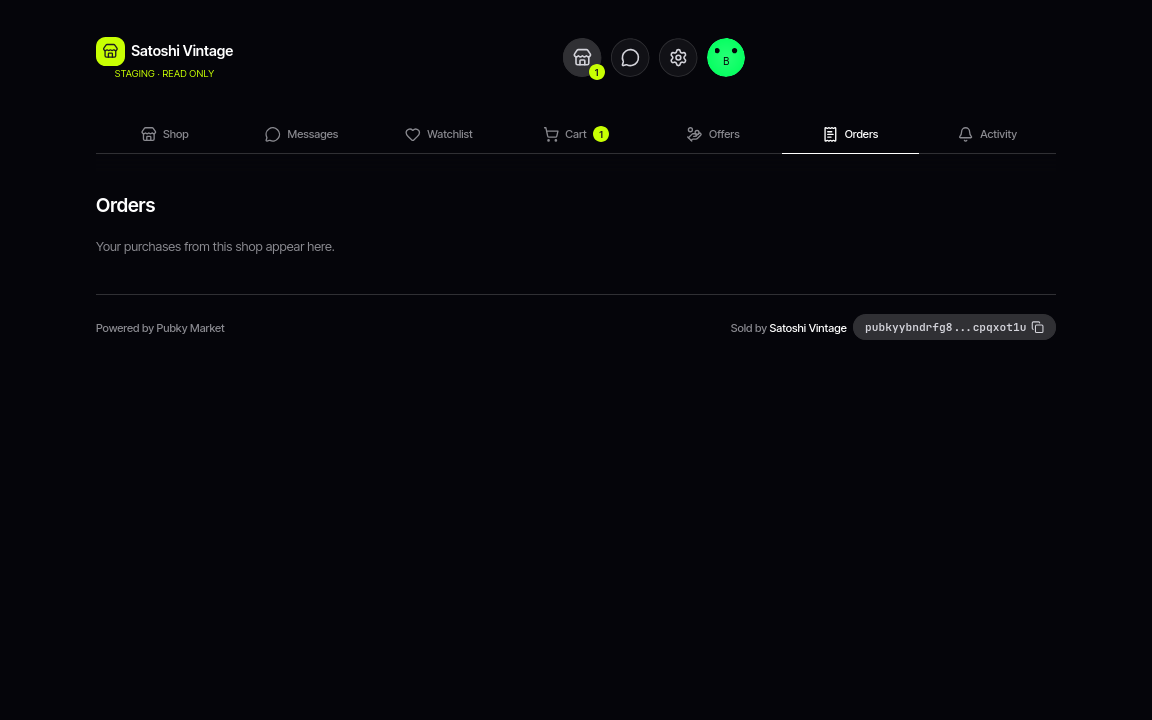 Satoshi Vintage
STAGING · READ ONLY
1
B
Shop
Messages
Watchlist
Cart 1
Offers
Orders
Activity
Orders
Your purchases from this shop appear here.
Powered by Pubky Market
Sold by Satoshi Vintage pubkyybndrfg8...cpqxot1u